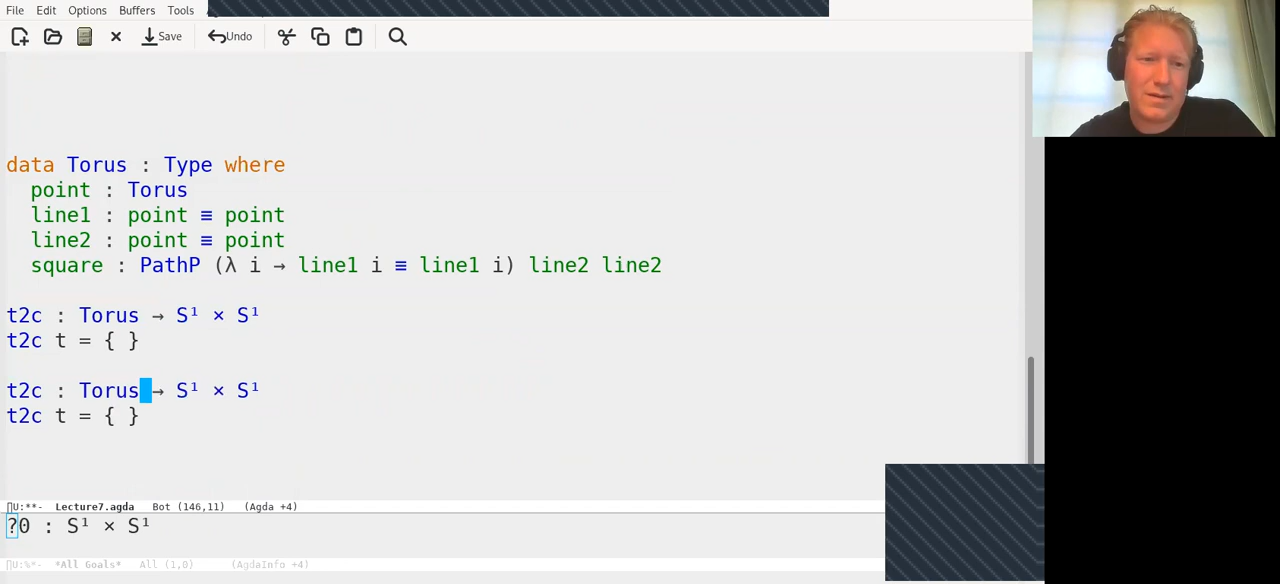 File Edit Options Buffers Tools
Save Undo
data Torus : Type where
point : Torus
line1 : point ≡ point
line2 : point ≡ point
square : PathP (λ i → line1 i ≡ line1 i) line2 line2
t2c : Torus → S¹ × S¹
t2c t = { }
t2c : Torus → S¹ × S¹
t2c t = { }
U:**- Lecture7.agda Bot (146,11) (Agda +4)
?0 : S¹ × S¹
U:%*- *All Goals* All (1,0) (AgdaInfo +4)